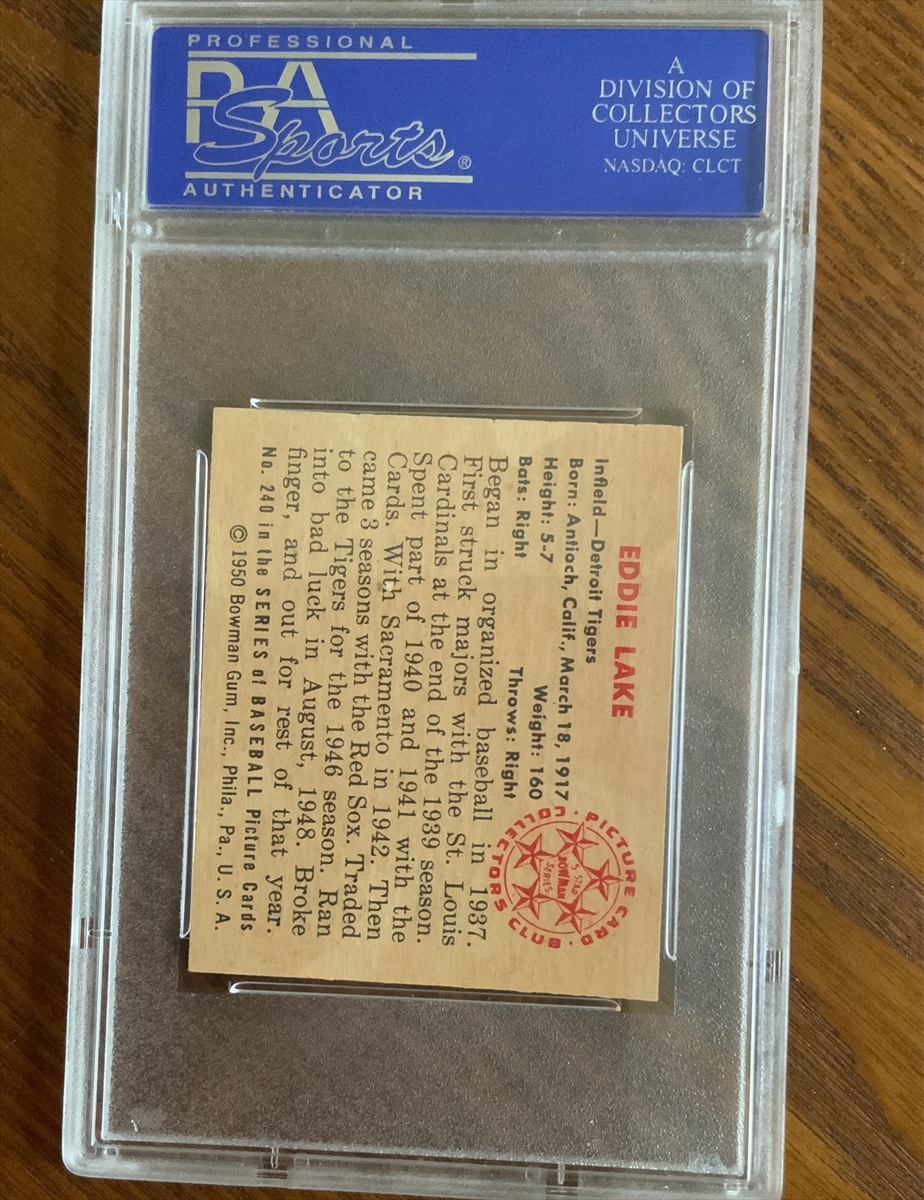 PROFESSIONAL
PSA
Sports®
AUTHENTICATOR
A
DIVISION OF
COLLECTORS
UNIVERSE
NASDAQ: CLCT
EDDIE LAKE
Infield—Detroit Tigers
Born: Antioch, Calif., March 18, 1917
Height: 5-7 Weight: 160
Bats: Right Throws: Right
PICTURE CARD · COLLECTORS CLUB ·
5 STAR
BOWMAN
SERIES
Began in organized baseball in 1937.
First struck majors with the St. Louis
Cardinals at the end of the 1939 season.
Spent part of 1940 and 1941 with the
Cards. With Sacramento in 1942. Then
came 3 seasons with the Red Sox. Traded
to the Tigers for the 1946 season. Ran
into bad luck in August, 1948. Broke
finger, and out for rest of that year.
No. 240 in the SERIES of BASEBALL Picture Cards
©1950 Bowman Gum, Inc., Phila., Pa., U. S. A.